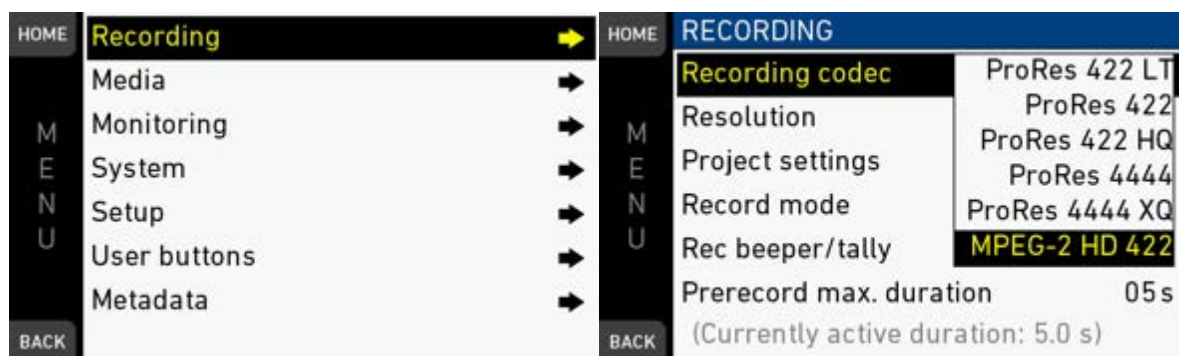 HOME
Recording
Media
Monitoring
System
Setup
User buttons
Metadata
MENU
BACK
HOME
RECORDING
Recording codec
Resolution
Project settings
Record mode
Rec beeper/tally
Prerecord max. duration 05s
(Currently active duration: 5.0 s)
ProRes 422 LT
ProRes 422
ProRes 422 HQ
ProRes 4444
ProRes 4444 XQ
MPEG-2 HD 422
MENU
BACK